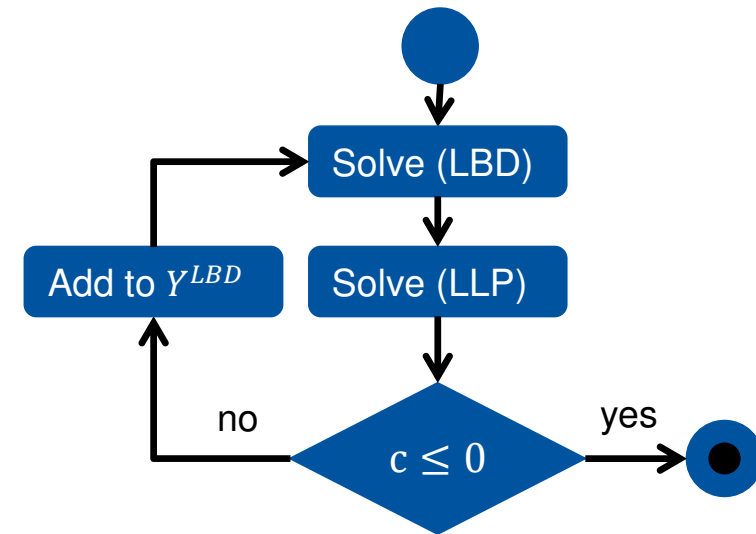 Solve (LBD)
Add to Y^{LBD}
Solve (LLP)
no
yes
c ≤ 0